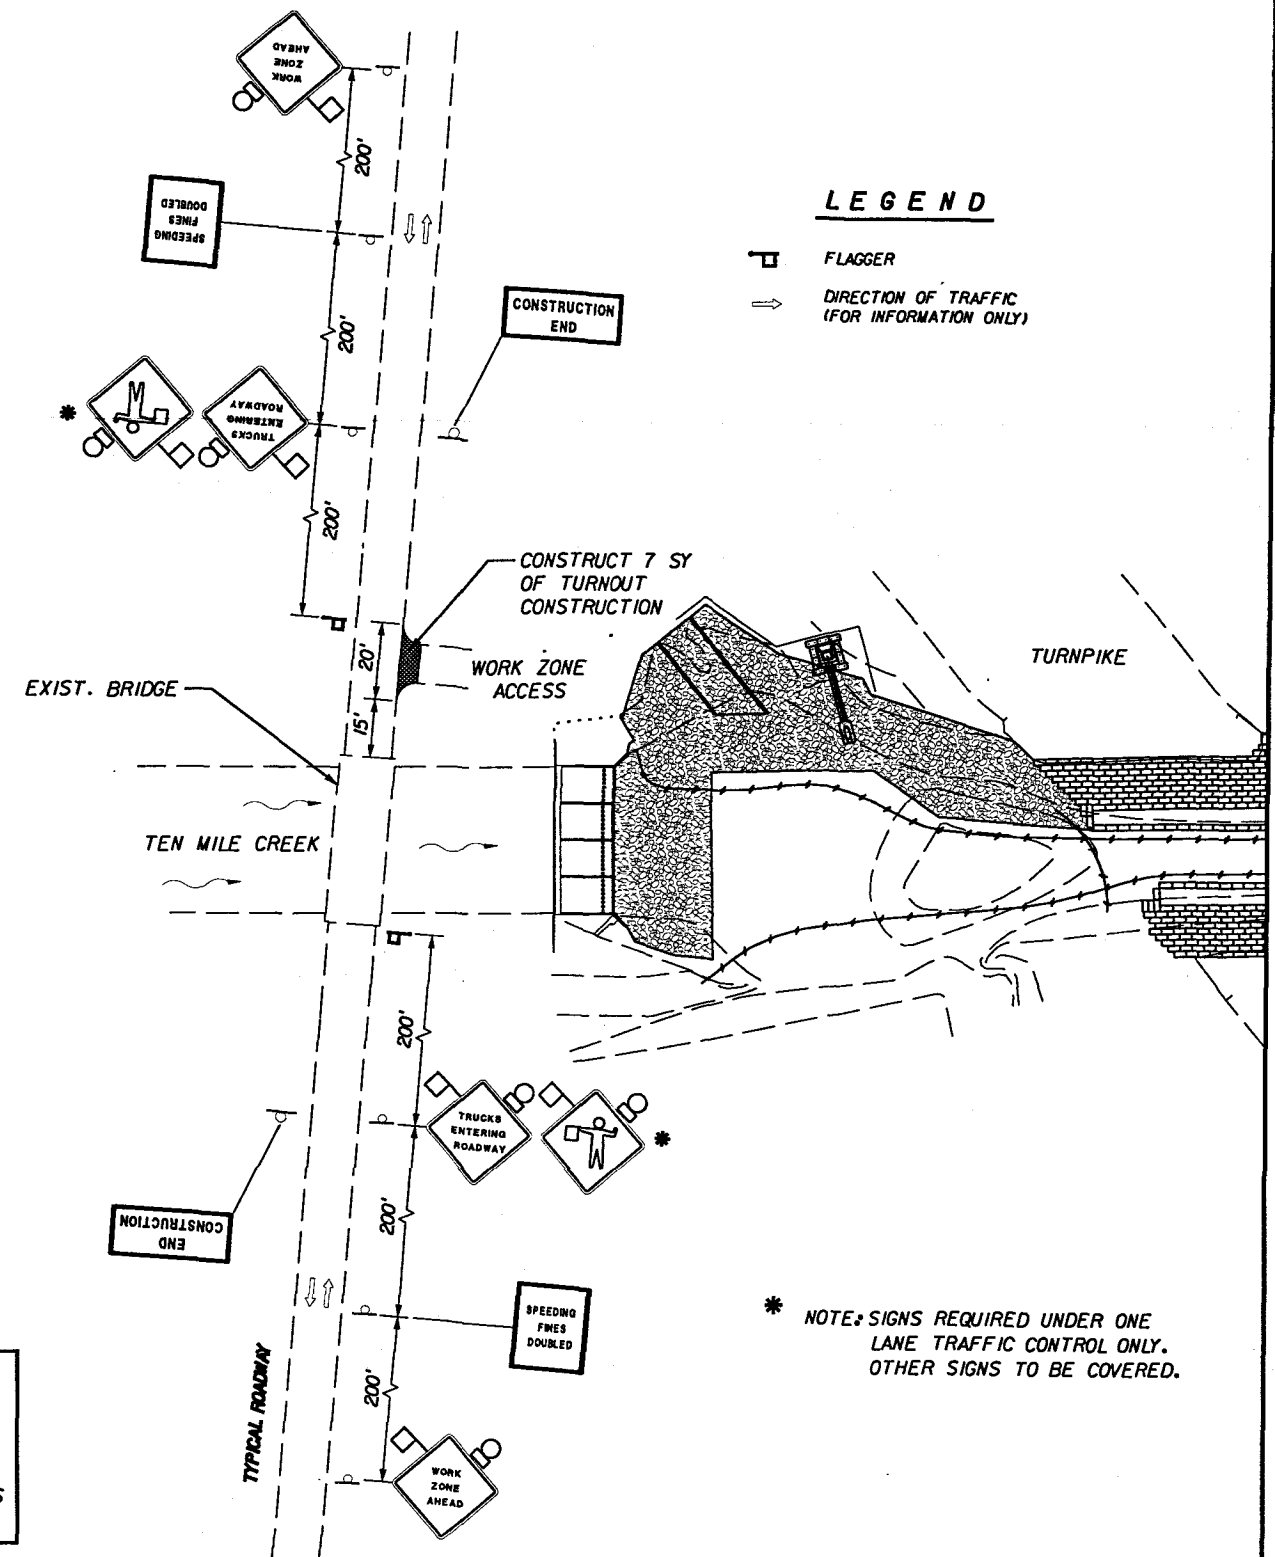 WORK
ZONE
AHEAD
200'
SPEEDING
FINES
DOUBLED
LEGEND
FLAGGER
DIRECTION OF TRAFFIC
(FOR INFORMATION ONLY)
CONSTRUCTION
END
200'
*
TRUCKS
ENTERING
ROADWAY
200'
CONSTRUCT 7 SY
OF TURNOUT
CONSTRUCTION
WORK ZONE
ACCESS
TURNPIKE
20'
EXIST. BRIDGE
15'
TEN MILE CREEK
200'
TRUCKS
ENTERING
ROADWAY
*
200'
END
CONSTRUCTION
SPEEDING
FINES
DOUBLED
* NOTE: SIGNS REQUIRED UNDER ONE
LANE TRAFFIC CONTROL ONLY.
OTHER SIGNS TO BE COVERED.
TYPICAL ROADWAY
200'
WORK
ZONE
AHEAD